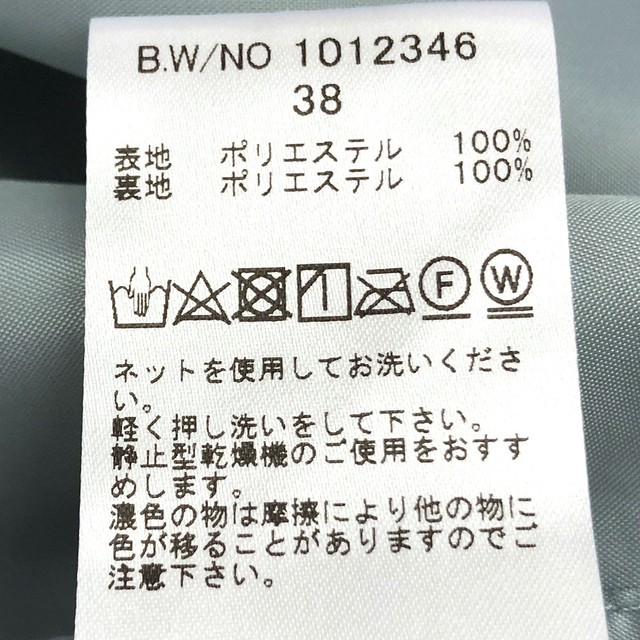 B.W/NO 1012346
38
表地 ポリエステル 100%
裏地 ポリエステル 100%
F W
ネットを使用してお洗いくださ
い。
軽く押し洗いをして下さい。
静止型乾燥機のご使用をおすす
めします。
濃色の物は摩擦により他の物に
色が移ることがありますのでご
注意下さい。